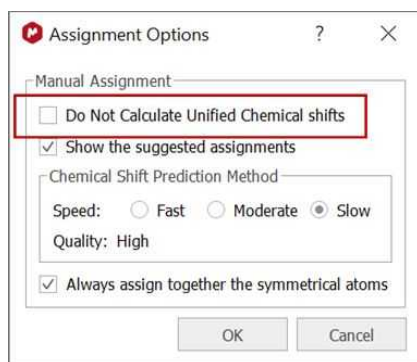 Assignment Options ? ×
Manual Assignment
Do Not Calculate Unified Chemical shifts
Show the suggested assignments
Chemical Shift Prediction Method
Speed: Fast Moderate Slow
Quality: High
Always assign together the symmetrical atoms
OK Cancel